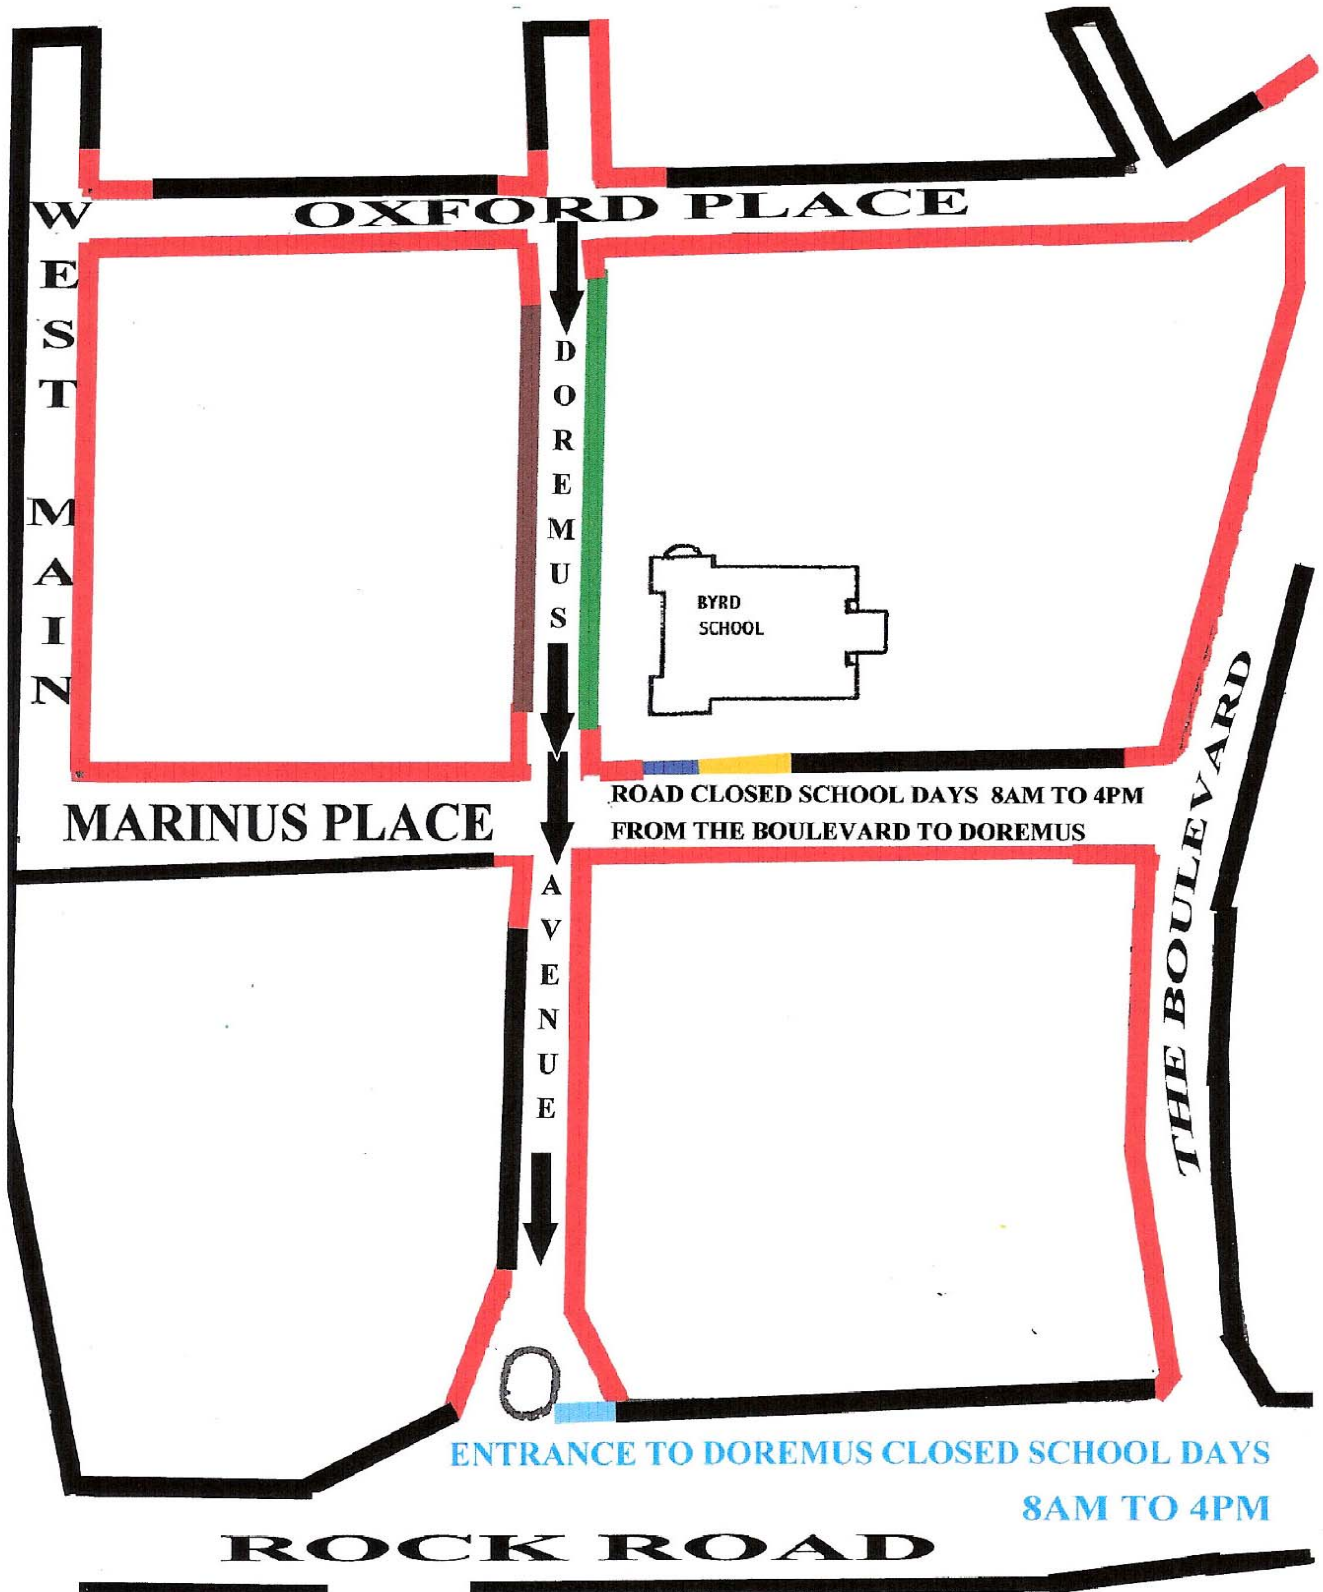 OXFORD PLACE
WEST MAIN
DOREMUS AVENUE
BYRD
SCHOOL
THE BOULEVARD
MARINUS PLACE
ROAD CLOSED SCHOOL DAYS 8AM TO 4PM
FROM THE BOULEVARD TO DOREMUS
ENTRANCE TO DOREMUS CLOSED SCHOOL DAYS
8AM TO 4PM
ROCK ROAD